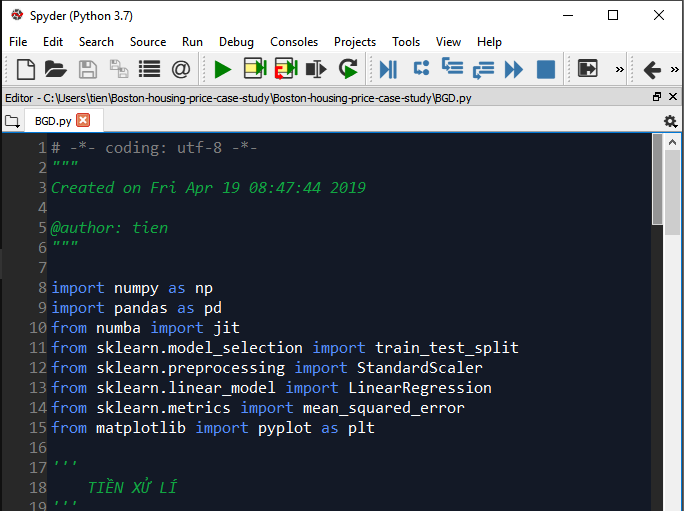 Spyder (Python 3.7)
File Edit Search Source Run Debug Consoles Projects Tools View Help
@ » »
Editor - C:\Users\tien\Boston-housing-price-case-study\Boston-housing-price-case-study\BGD.py
BGD.py
1 # -*- coding: utf-8 -*-
2 """
3 Created on Fri Apr 19 08:47:44 2019
4
5 @author: tien
6 """
7
8 import numpy as np
9 import pandas as pd
10 from numba import jit
11 from sklearn.model_selection import train_test_split
12 from sklearn.preprocessing import StandardScaler
13 from sklearn.linear_model import LinearRegression
14 from sklearn.metrics import mean_squared_error
15 from matplotlib import pyplot as plt
16
17 '''
18     TIỀN XỬ LÍ
19 '''